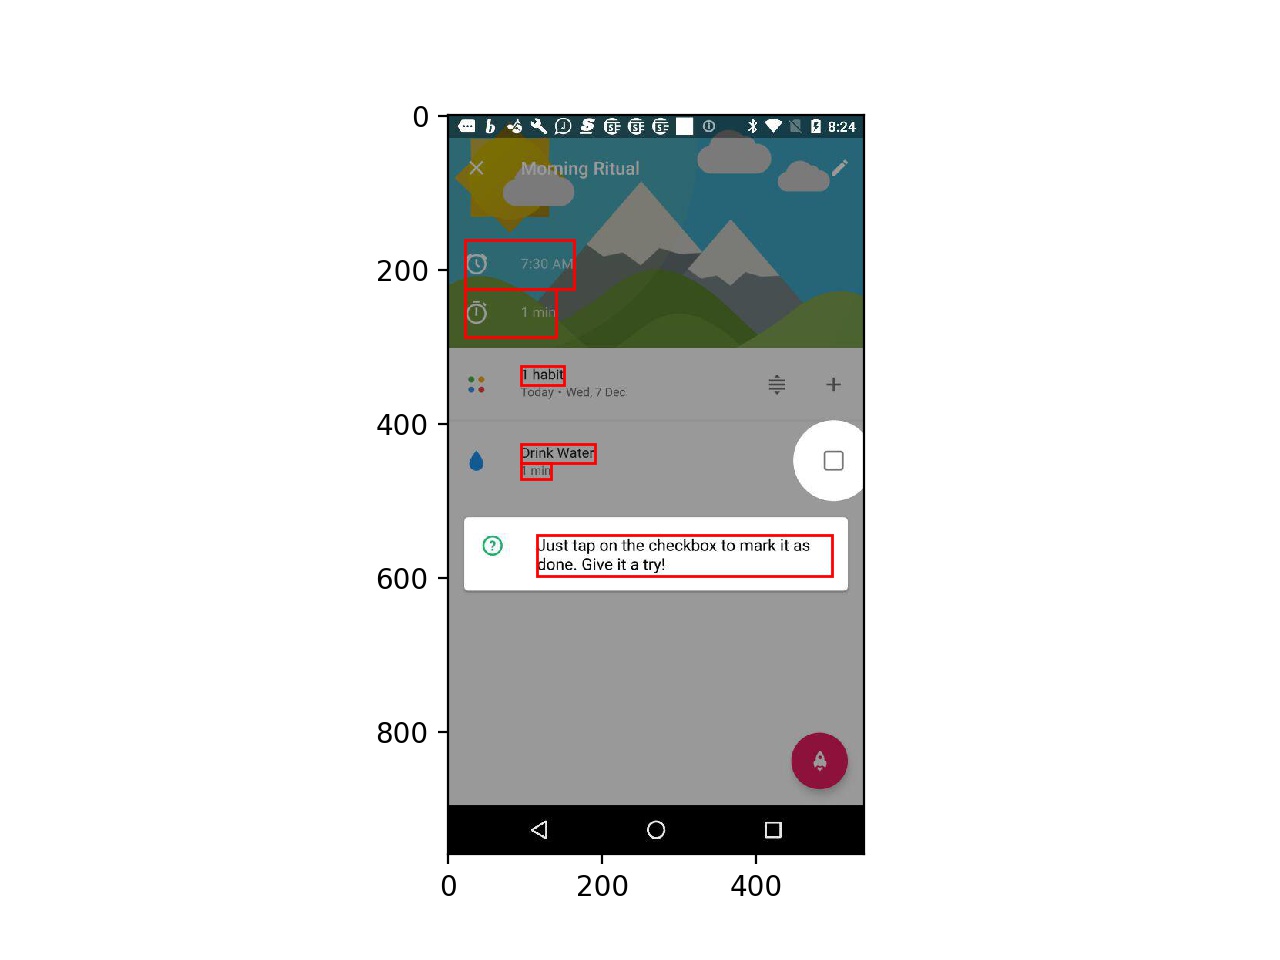 0
200
400
600
800
0
200
400
8:24
Morning Ritual
7:30 AM
1 min
1 habit
Today • Wed, 7 Dec
Drink Water
1 min
Just tap on the checkbox to mark it as
done. Give it a try!